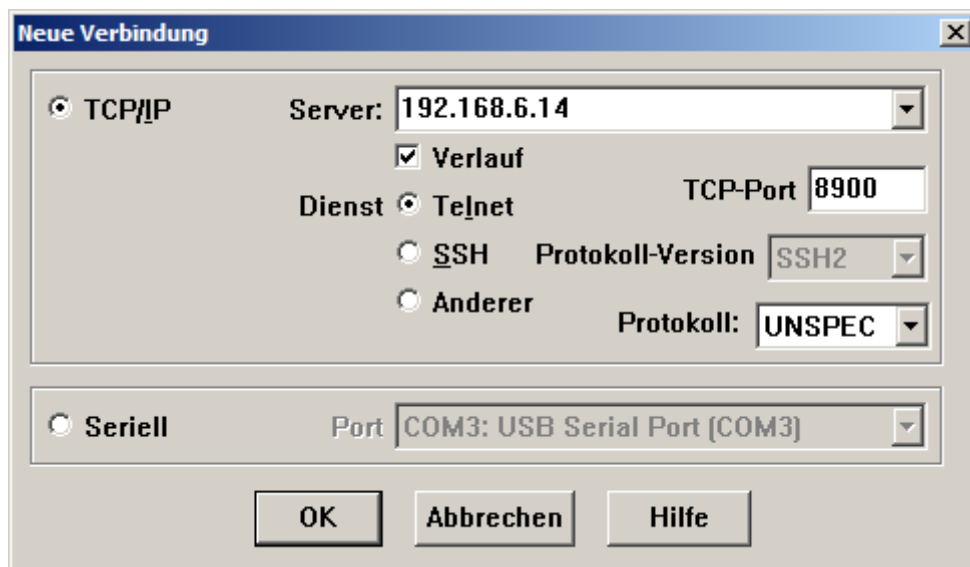 Neue Verbindung
TCP/IP Server: 192.168.6.14
Verlauf
TCP-Port 8900
Dienst Telnet
SSH Protokoll-Version SSH2
Anderer
Protokoll: UNSPEC
Seriell Port COM3: USB Serial Port (COM3)
OK Abbrechen Hilfe